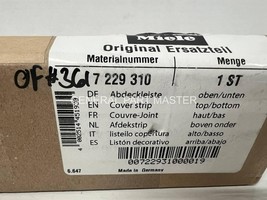 Miele
Original Ersatzteil
Materialnummer Menge
OF#361 7 229 310 1 ST
DE Abdeckleiste oben/unten
EN Cover strip top/bottom
FR Couvre-Joint haut/bas
NL Afdekstrip boven onder
IT listello copertura alto/basso
ES Listón decorativo arriba/abajo
00722931000019
Made in Germany